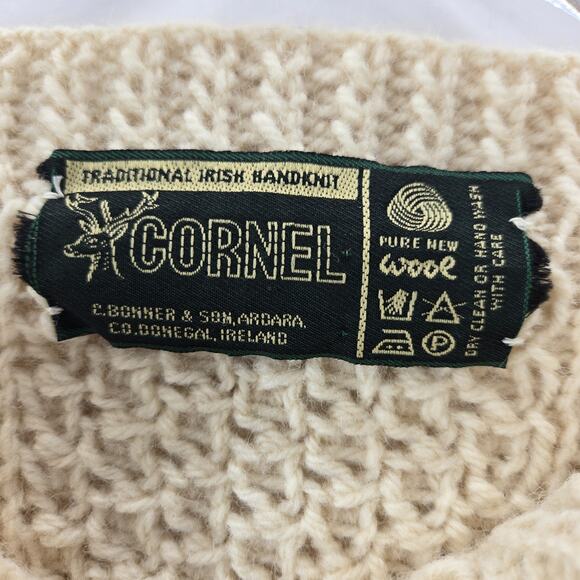 TRADITIONAL IRISH HANDKNIT
CORNEL
C.BONNER & SON, ARDARA,
CO. DONEGAL, IRELAND
PURE NEW
wool
P
DRY CLEAN OR HAND WASH
WITH CARE